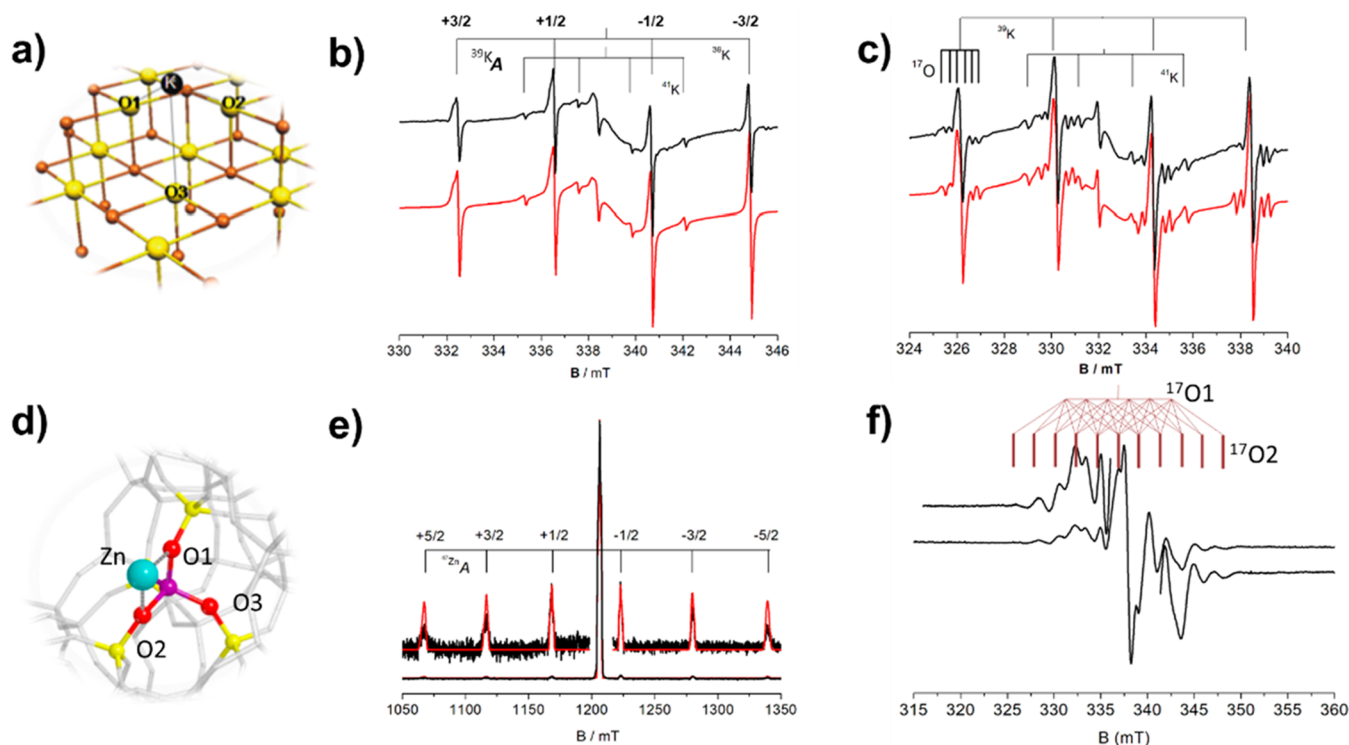 a)
K
O1
O2
O3
b)
+3/2 +1/2 -1/2 -3/2
³⁹K A
³⁹K
⁴¹K
330 332 334 336 338 340 342 344 346
B / mT
c)
³⁹K
¹⁷O
⁴¹K
324 326 328 330 332 334 336 338 340
B / mT
d)
Zn
O1
O3
O2
e)
+5/2 +3/2 +1/2 -1/2 -3/2 -5/2
⁶⁷Zn A
1050 1100 1150 1200 1250 1300 1350
B / mT
f)
¹⁷O1
¹⁷O2
315 320 325 330 335 340 345 350 355 360
B (mT)